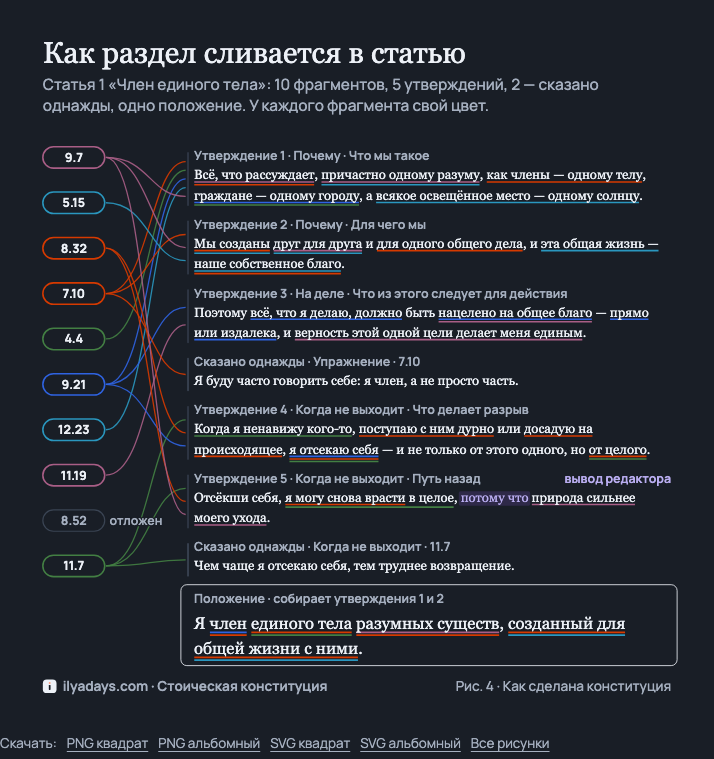 Как раздел сливается в статью
Статья 1 «Член единого тела»: 10 фрагментов, 5 утверждений, 2 — сказано
однажды, одно положение. У каждого фрагмента свой цвет.
9.7
5.15
8.32
7.10
4.4
9.21
12.23
11.19
8.52 отложен
11.7
Утверждение 1 · Почему · Что мы такое
Всё, что рассуждает, причастно одному разуму, как члены — одному телу,
граждане — одному городу, а всякое освещённое место — одному солнцу.
Утверждение 2 · Почему · Для чего мы
Мы созданы друг для друга и для одного общего дела, и эта общая жизнь —
наше собственное благо.
Утверждение 3 · На деле · Что из этого следует для действия
Поэтому всё, что я делаю, должно быть нацелено на общее благо — прямо
или издалека, и верность этой одной цели делает меня единым.
Сказано однажды · Упражнение · 7.10
Я буду часто говорить себе: я член, а не просто часть.
Утверждение 4 · Когда не выходит · Что делает разрыв
Когда я ненавижу кого-то, поступаю с ним дурно или досадую на
происходящее, я отсекаю себя — и не только от этого одного, но от целого.
Утверждение 5 · Когда не выходит · Путь назад вывод редактора
Отсёкши себя, я могу снова врасти в целое, потому что природа сильнее
моего ухода.
Сказано однажды · Когда не выходит · 11.7
Чем чаще я отсекаю себя, тем труднее возвращение.
Положение · собирает утверждения 1 и 2
Я член единого тела разумных существ, созданный для
общей жизни с ними.
i ilyadays.com · Стоическая конституция
Рис. 4 · Как сделана конституция
Скачать: PNG квадрат PNG альбомный SVG квадрат SVG альбомный Все рисунки